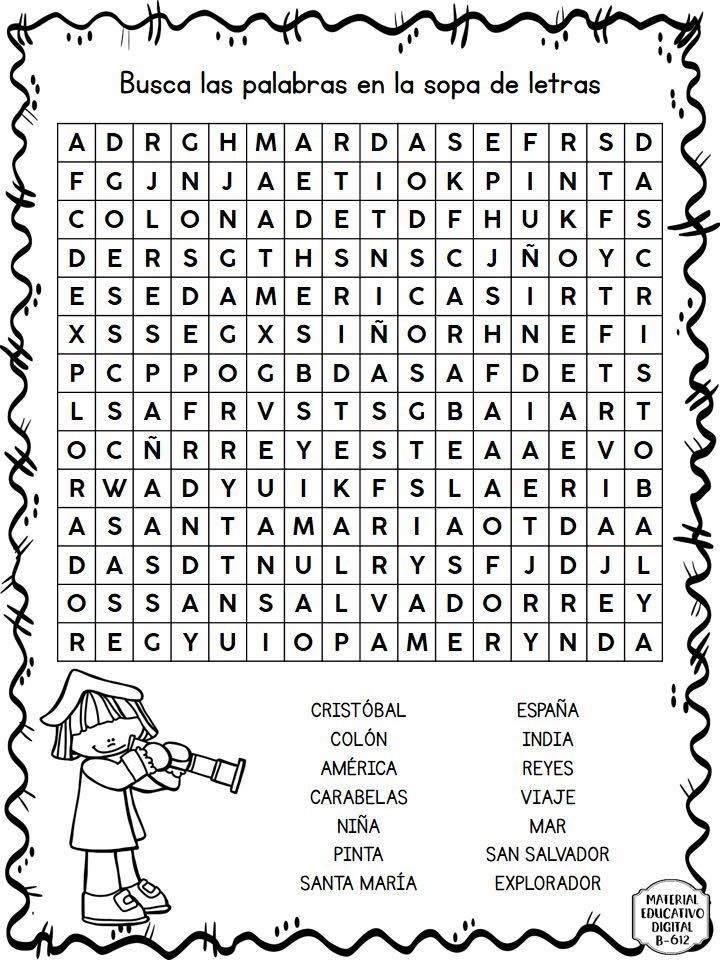 Busca las palabras en la sopa de letras
A D R G H M A R D A S E F R S D
F G J N J A E T I O K P I N T A
C O L O N A D E T D F H U K F S
D E R S G T H S N S C J Ñ O Y C
E S E D A M E R I C A S I R T R
X S S E G X S I Ñ O R H N E F I
P C P P O G B D A S A F D E T S
L S A F R V S T S G B A I A R T
O C Ñ R R E Y E S T E A A E V O
R W A D Y U I K F S L A E R I B
A S A N T A M A R I A O T D A A
D A S D T N U L R Y S F J D J L
O S S A N S A L V A D O R R E Y
R E G Y U I O P A M E R Y N D A
CRISTÓBAL ESPAÑA
COLÓN INDIA
AMÉRICA REYES
CARABELAS VIAJE
NIÑA MAR
PINTA SAN SALVADOR
SANTA MARÍA EXPLORADOR
MATERIAL
EDUCATIVO
DIGITAL
B-612